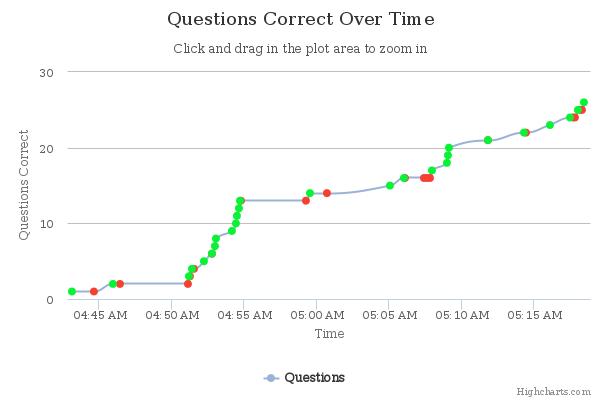 Questions Correct Over Time
Click and drag in the plot area to zoom in
Questions Correct
30
20
10
0
04:45 AM 04:50 AM 04:55 AM 05:00 AM 05:05 AM 05:10 AM 05:15 AM
Time
Questions
Highcharts.com